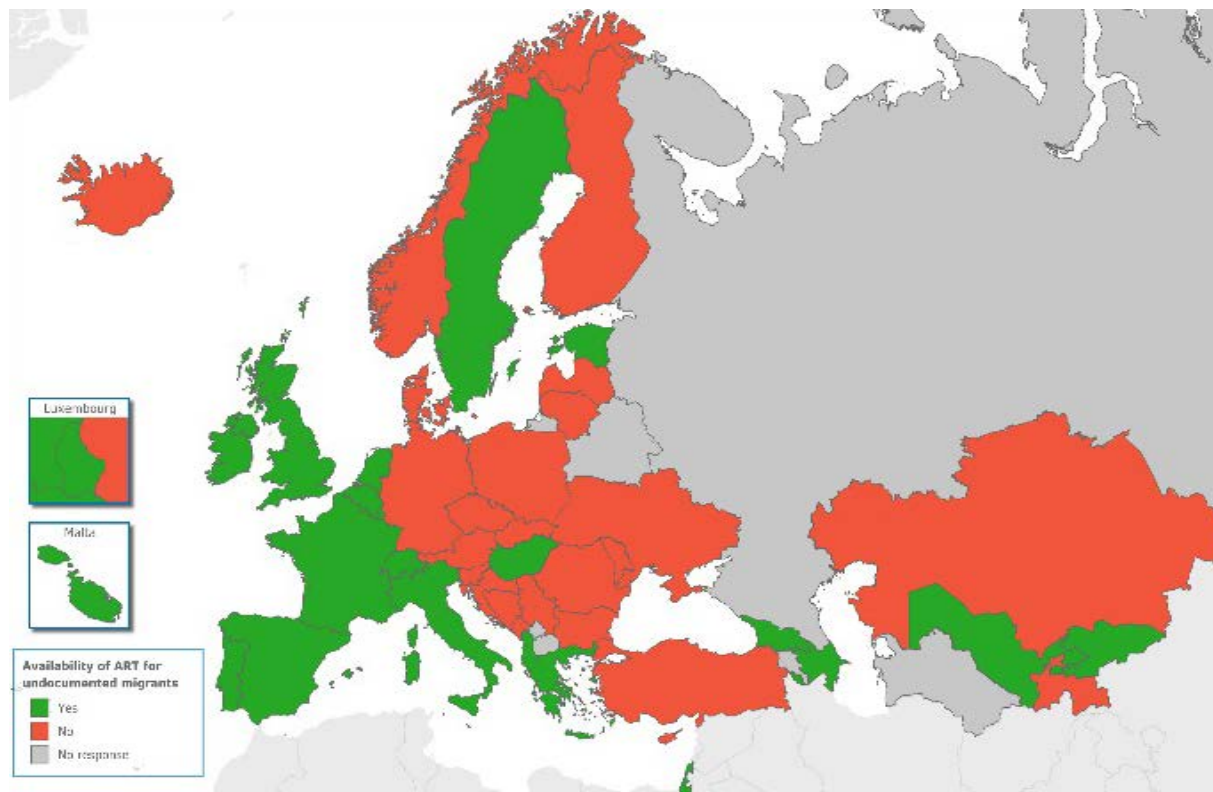 Luxembourg
Malta
Availability of ART for
undocumented migrants
Yes
No
No response